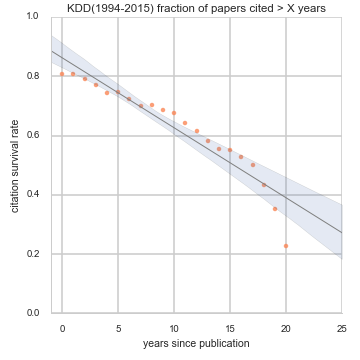 KDD(1994-2015) fraction of papers cited > X years
1.0
0.8
0.6
0.4
0.2
0.0
citation survival rate
0 5 10 15 20 25
years since publication